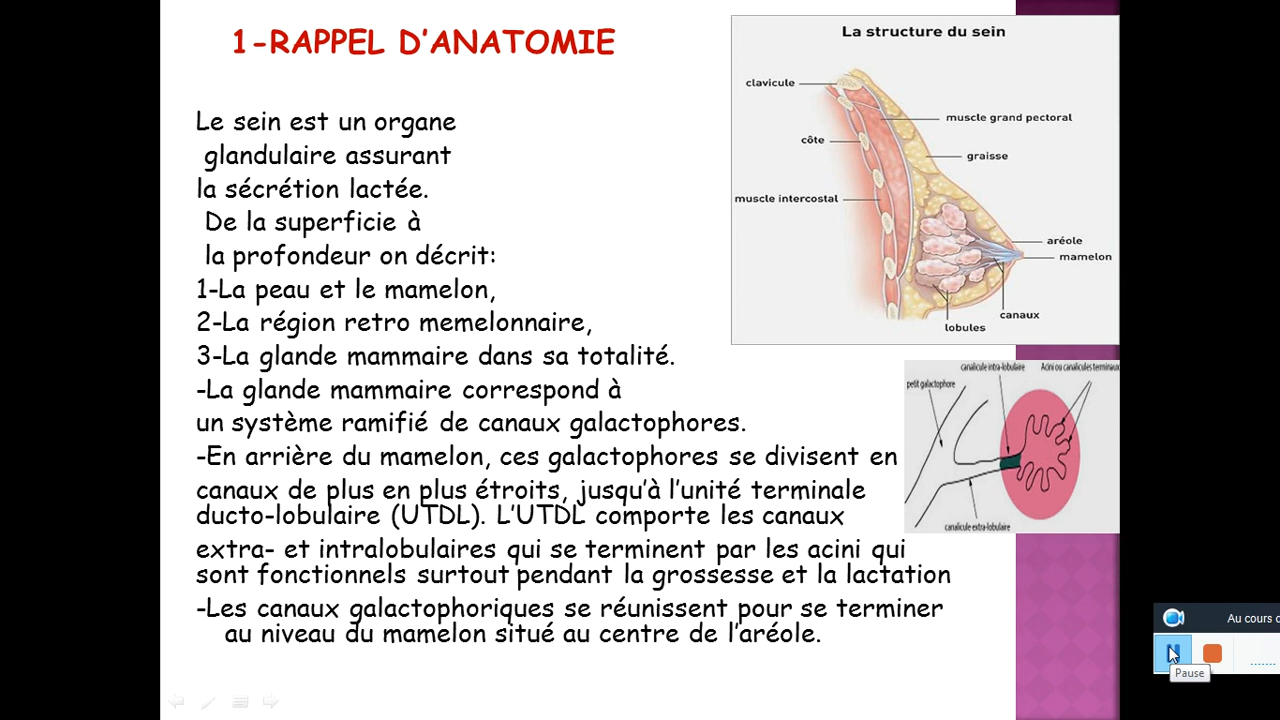 1-RAPPEL D’ANATOMIE
Le sein est un organe
glandulaire assurant
la sécrétion lactée.
De la superficie à
la profondeur on décrit:
1-La peau et le mamelon,
2-La région retro memelonnaire,
3-La glande mammaire dans sa totalité.
-La glande mammaire correspond à
un système ramifié de canaux galactophores.
-En arrière du mamelon, ces galactophores se divisent en
canaux de plus en plus étroits, jusqu’à l’unité terminale
ducto-lobulaire (UTDL). L’UTDL comporte les canaux
extra- et intralobulaires qui se terminent par les acini qui
sont fonctionnels surtout pendant la grossesse et la lactation
-Les canaux galactophoriques se réunissent pour se terminer
au niveau du mamelon situé au centre de l’aréole.
La structure du sein
clavicule
muscle grand pectoral
côte
graisse
muscle intercostal
aréole
mamelon
canaux
lobules
canalicule intra-lobulaire
Acini ou canalicules terminaux
petit galactophore
canalicule extra-lobulaire
Au cours
Pause